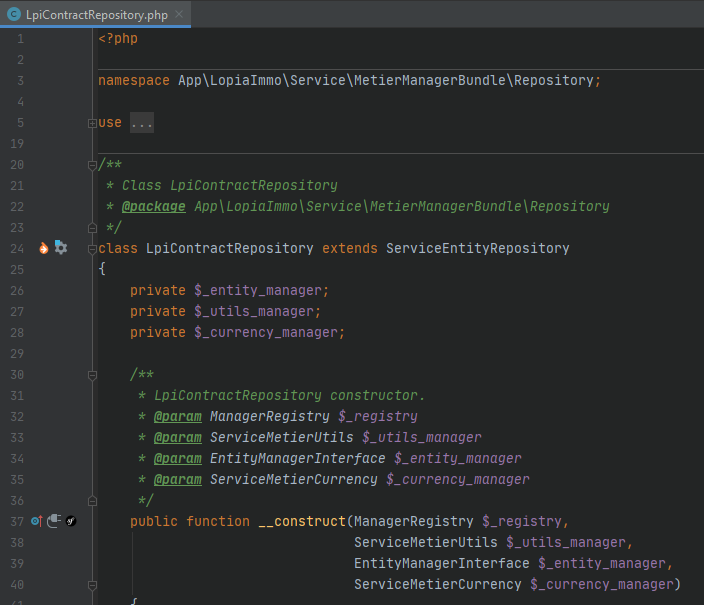 LpiContractRepository.php
1 <?php
2
3 namespace App\LopiaImmo\Service\MetierManagerBundle\Repository;
4
5 use ...
19
20 /**
21 * Class LpiContractRepository
22 * @package App\LopiaImmo\Service\MetierManagerBundle\Repository
23 */
24 class LpiContractRepository extends ServiceEntityRepository
25 {
26 private $_entity_manager;
27 private $_utils_manager;
28 private $_currency_manager;
29
30 /**
31 * LpiContractRepository constructor.
32 * @param ManagerRegistry $_registry
33 * @param ServiceMetierUtils $_utils_manager
34 * @param EntityManagerInterface $_entity_manager
35 * @param ServiceMetierCurrency $_currency_manager
36 */
37 public function __construct(ManagerRegistry $_registry,
38 ServiceMetierUtils $_utils_manager,
39 EntityManagerInterface $_entity_manager,
40 ServiceMetierCurrency $_currency_manager)
41 {